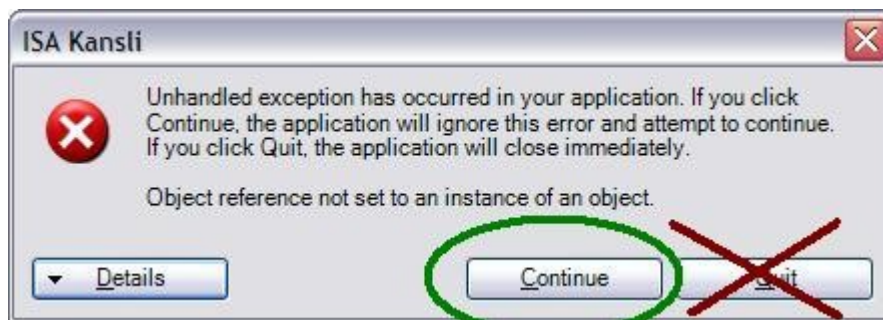 ISA Kansli
Unhandled exception has occurred in your application. If you click
Continue, the application will ignore this error and attempt to continue.
If you click Quit, the application will close immediately.
Object reference not set to an instance of an object.
Details Continue Quit